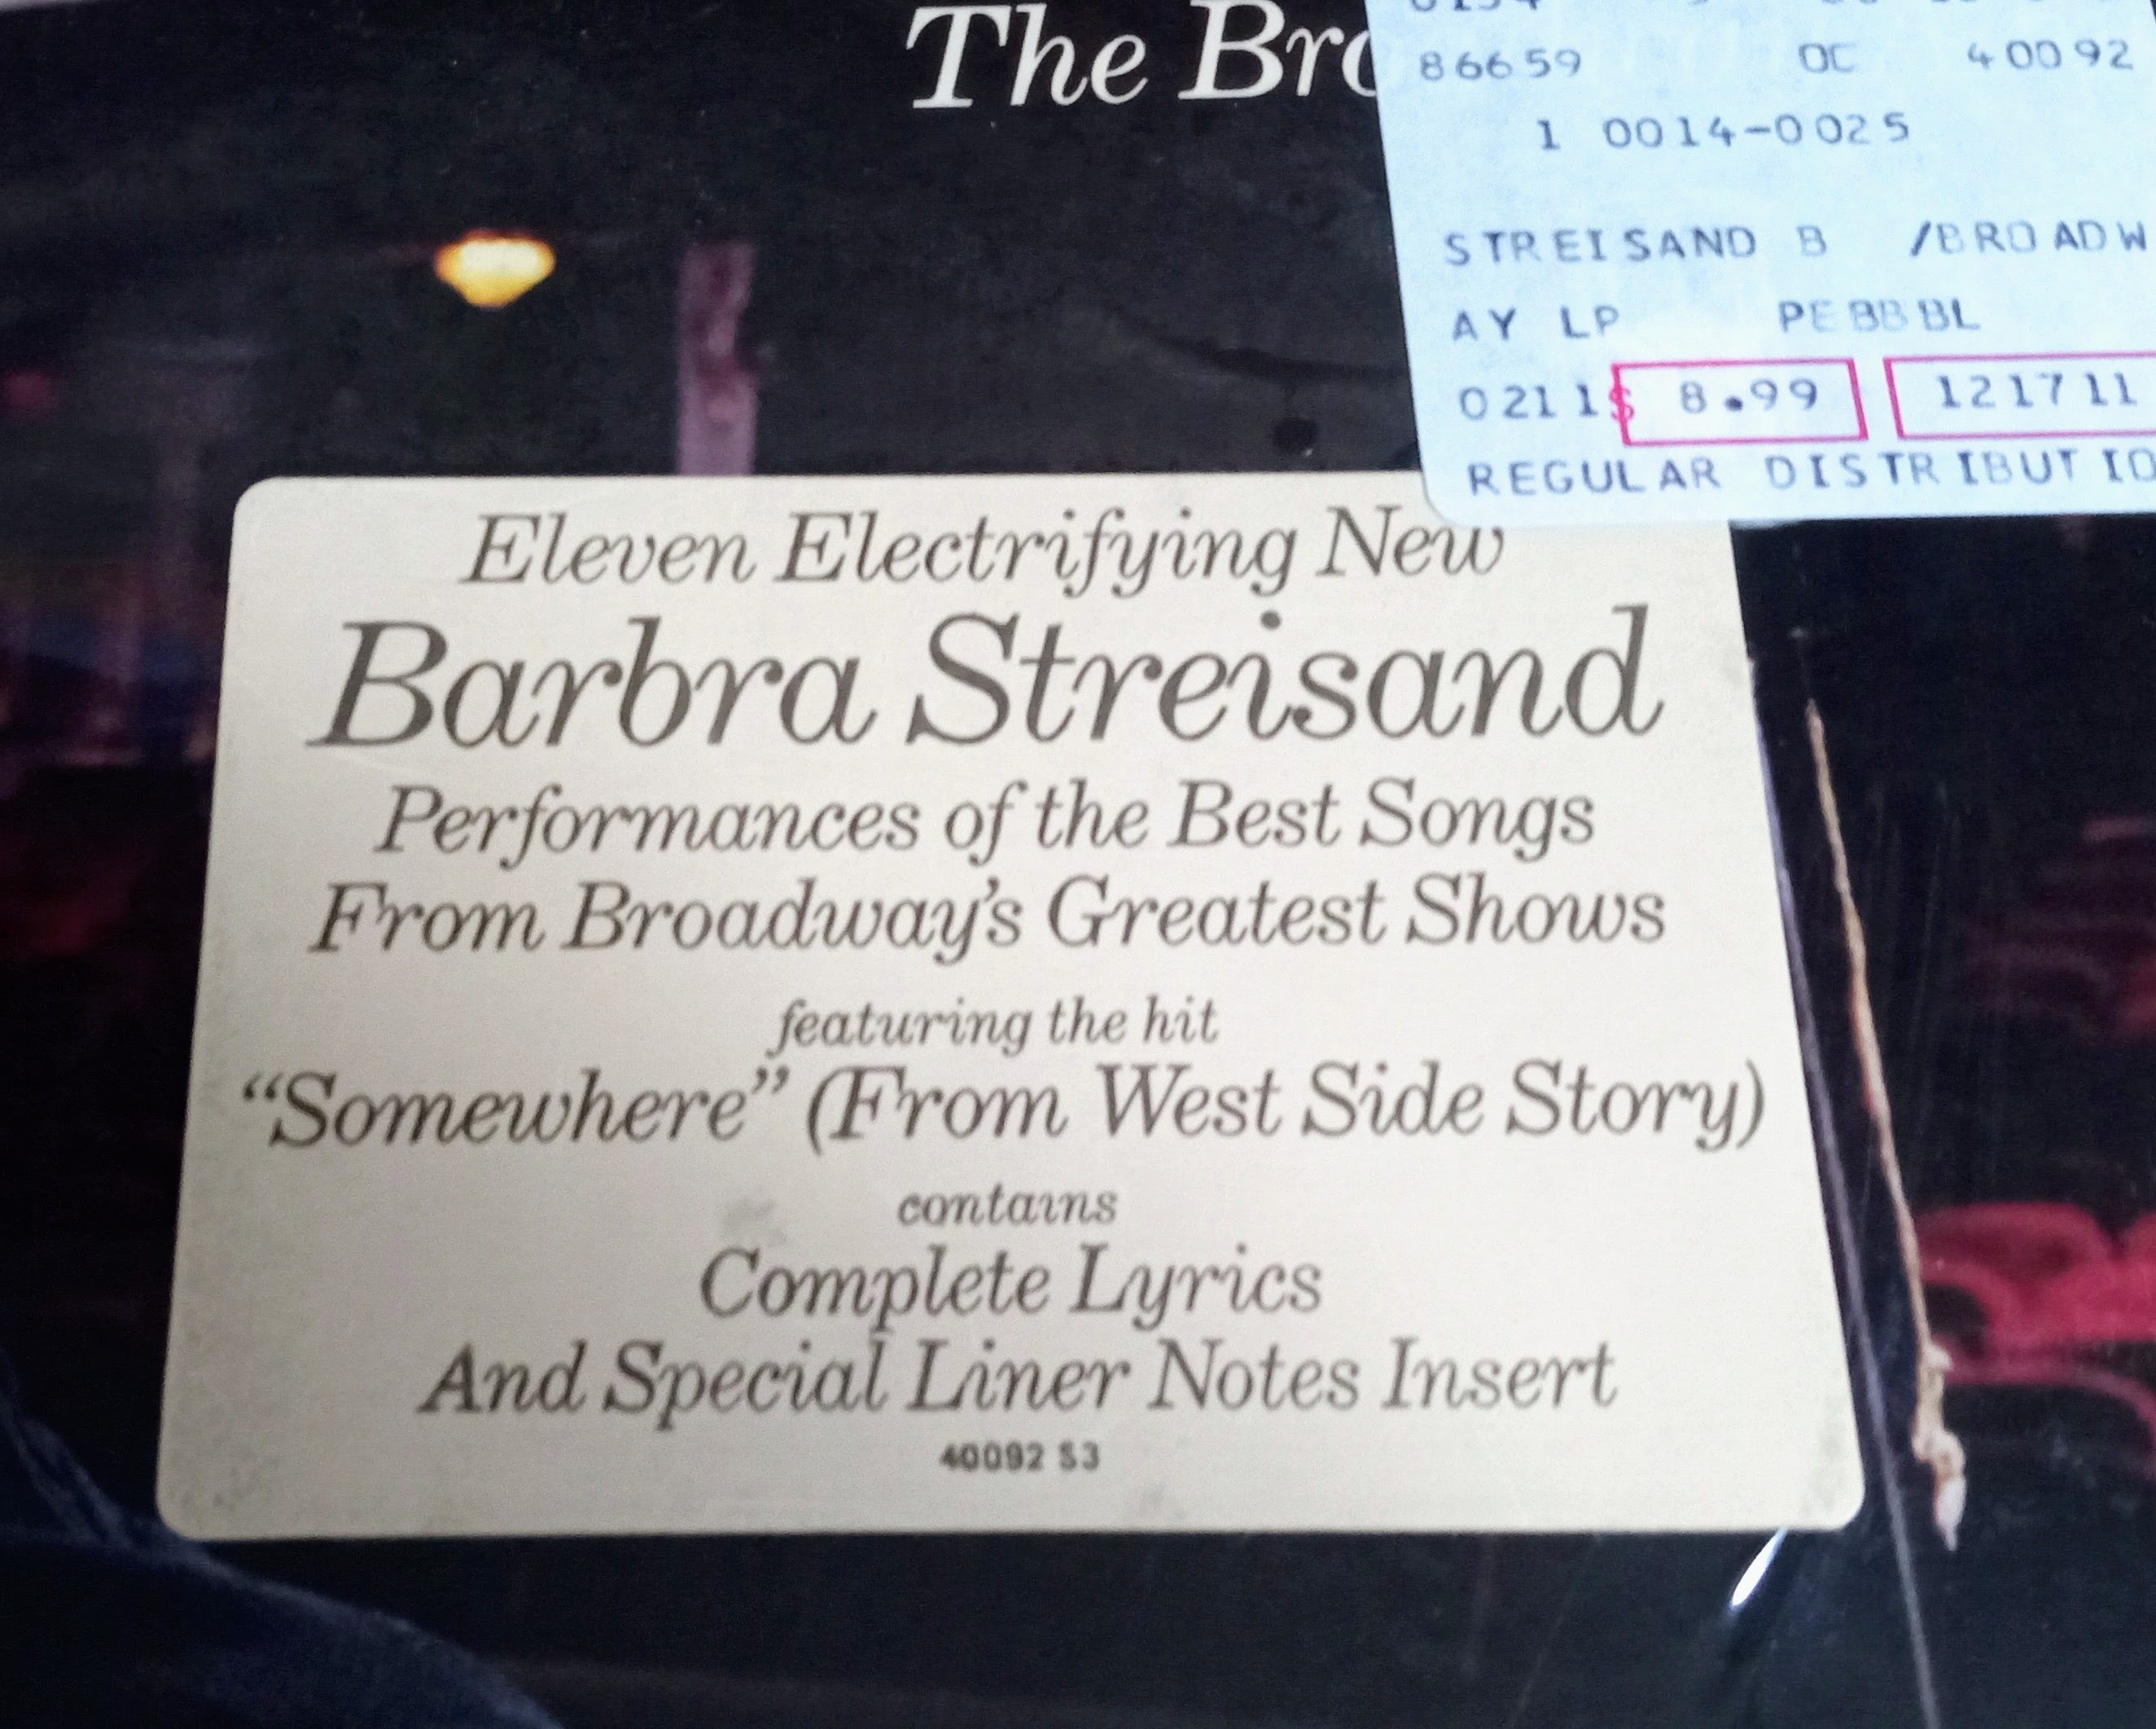 The Bro
86659 OC 40092
1 0014-0025
STREISAND B /BROADW
AY LP PEBBBL
0211$ 8.99 121711
REGULAR DISTRIBUTIO
Eleven Electrifying New
Barbra Streisand
Performances of the Best Songs
From Broadway's Greatest Shows
featuring the hit
“Somewhere” (From West Side Story)
contains
Complete Lyrics
And Special Liner Notes Insert
40092 S3